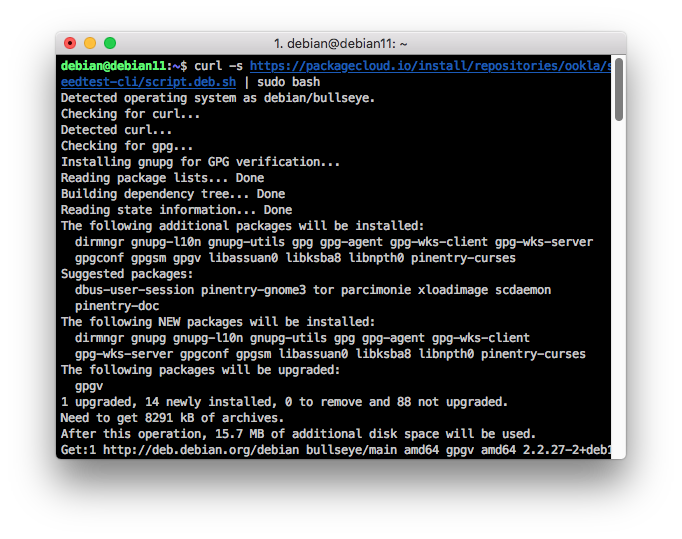 1. debian@debian11: ~
debian@debian11:~$ curl -s https://packagecloud.io/install/repositories/ookla/s
eedtest-cli/script.deb.sh | sudo bash
Detected operating system as debian/bullseye.
Checking for curl...
Detected curl...
Checking for gpg...
Installing gnupg for GPG verification...
Reading package lists... Done
Building dependency tree... Done
Reading state information... Done
The following additional packages will be installed:
  dirmngr gnupg-l10n gnupg-utils gpg gpg-agent gpg-wks-client gpg-wks-server
  gpgconf gpgsm gpgv libassuan0 libksba8 libnpth0 pinentry-curses
Suggested packages:
  dbus-user-session pinentry-gnome3 tor parcimonie xloadimage scdaemon
  pinentry-doc
The following NEW packages will be installed:
  dirmngr gnupg gnupg-l10n gnupg-utils gpg gpg-agent gpg-wks-client
  gpg-wks-server gpgconf gpgsm libassuan0 libksba8 libnpth0 pinentry-curses
The following packages will be upgraded:
  gpgv
1 upgraded, 14 newly installed, 0 to remove and 88 not upgraded.
Need to get 8291 kB of archives.
After this operation, 15.7 MB of additional disk space will be used.
Get:1 http://deb.debian.org/debian bullseye/main amd64 gpgv amd64 2.2.27-2+deb1